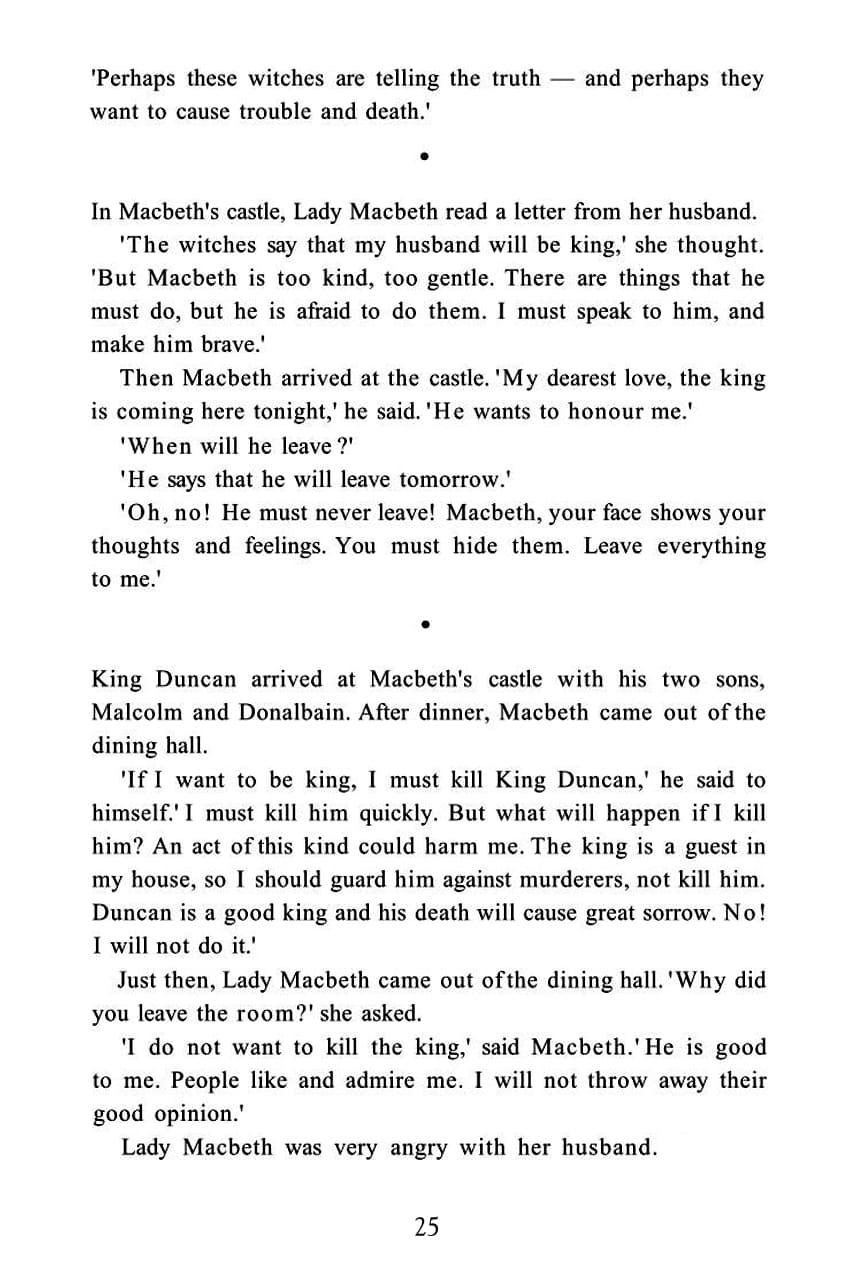 'Perhaps these witches are telling the truth — and perhaps they
want to cause trouble and death.'
•
In Macbeth's castle, Lady Macbeth read a letter from her husband.
'The witches say that my husband will be king,' she thought.
'But Macbeth is too kind, too gentle. There are things that he
must do, but he is afraid to do them. I must speak to him, and
make him brave.'
Then Macbeth arrived at the castle. 'My dearest love, the king
is coming here tonight,' he said. 'He wants to honour me.'
'When will he leave ?'
'He says that he will leave tomorrow.'
'Oh, no! He must never leave! Macbeth, your face shows your
thoughts and feelings. You must hide them. Leave everything
to me.'
•
King Duncan arrived at Macbeth's castle with his two sons,
Malcolm and Donalbain. After dinner, Macbeth came out of the
dining hall.
'If I want to be king, I must kill King Duncan,' he said to
himself.' I must kill him quickly. But what will happen if I kill
him? An act of this kind could harm me. The king is a guest in
my house, so I should guard him against murderers, not kill him.
Duncan is a good king and his death will cause great sorrow. No!
I will not do it.'
Just then, Lady Macbeth came out of the dining hall. 'Why did
you leave the room?' she asked.
'I do not want to kill the king,' said Macbeth.' He is good
to me. People like and admire me. I will not throw away their
good opinion.'
Lady Macbeth was very angry with her husband.
25